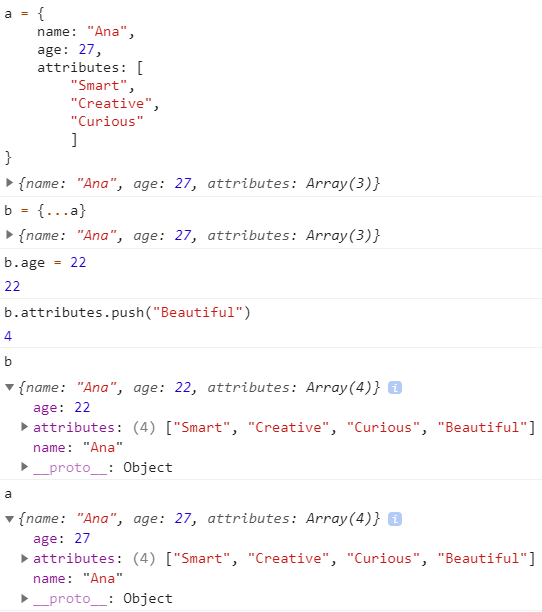 a = {
    name: "Ana",
    age: 27,
    attributes: [
        "Smart",
        "Creative",
        "Curious"
        ]
}
▶{name: "Ana", age: 27, attributes: Array(3)}
b = {...a}
▶{name: "Ana", age: 27, attributes: Array(3)}
b.age = 22
22
b.attributes.push("Beautiful")
4
b
▼{name: "Ana", age: 22, attributes: Array(4)} i
age: 22
▶attributes: (4) ["Smart", "Creative", "Curious", "Beautiful"]
name: "Ana"
▶__proto__: Object
a
▼{name: "Ana", age: 27, attributes: Array(4)} i
age: 27
▶attributes: (4) ["Smart", "Creative", "Curious", "Beautiful"]
name: "Ana"
▶__proto__: Object